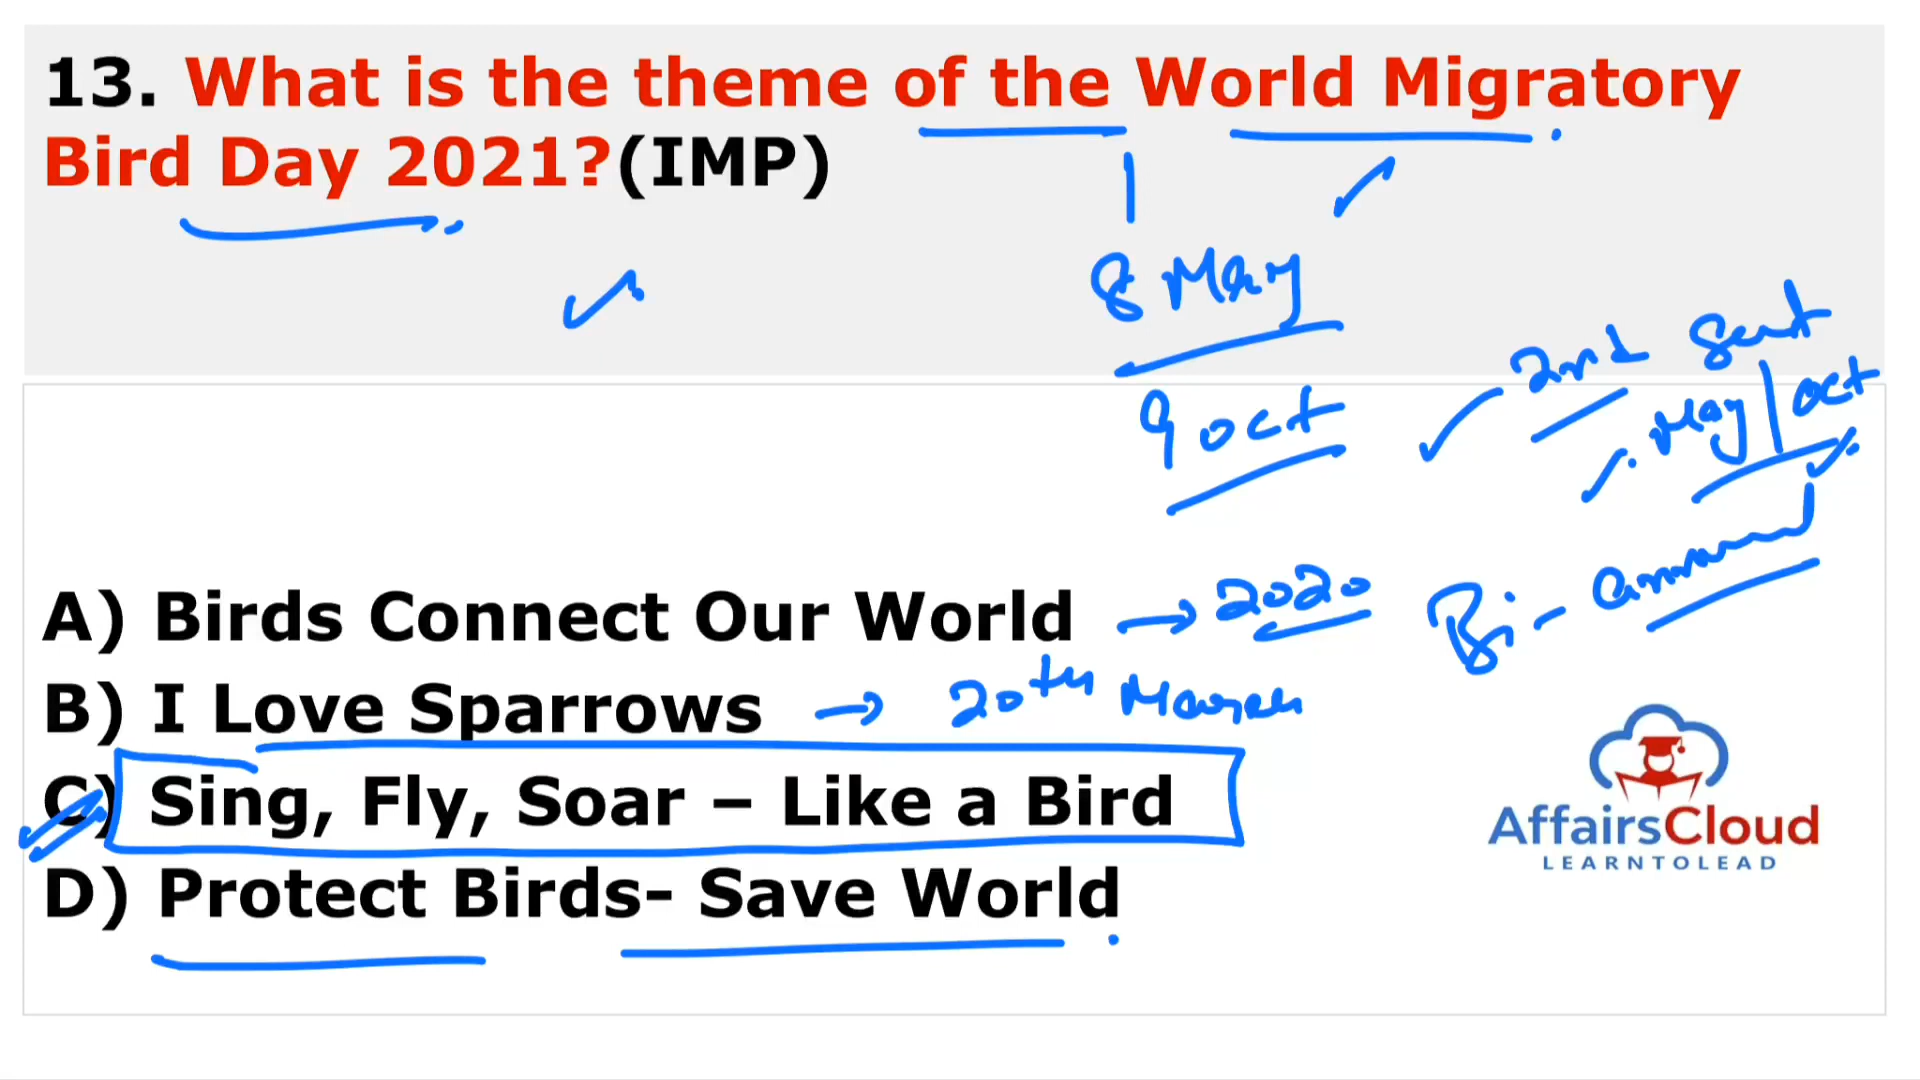 13. What is the theme of the World Migratory
Bird Day 2021?(IMP)
8 May
9 oct
2nd Sat
May/oct
Bi-annual
A) Birds Connect Our World → 2020
B) I Love Sparrows → 20th March
C) Sing, Fly, Soar – Like a Bird
D) Protect Birds- Save World
AffairsCloud
LEARNTOLEAD